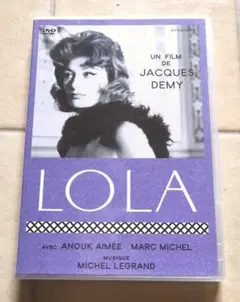 DVD
UN FILM
DE
JACQUES
DEMY
LOLA
AVEC ANOUK AIMÉE MARC MICHEL
MUSIQUE
MICHEL LEGRAND